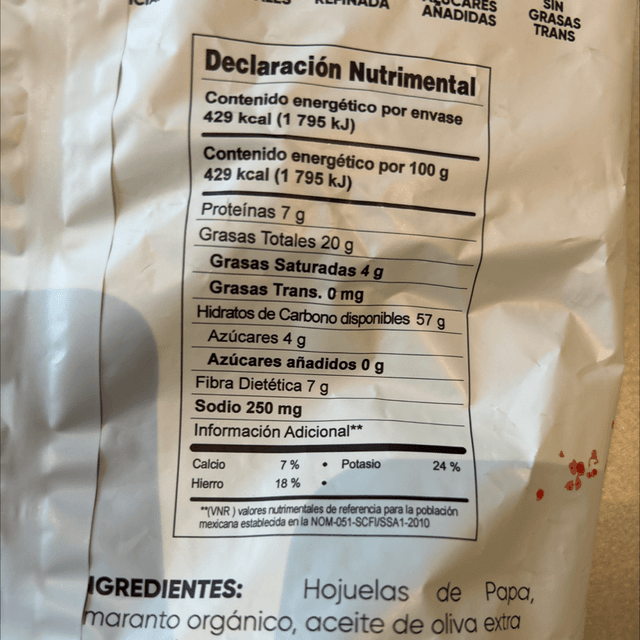 REFINADA
AÑADIDAS
SIN
GRASAS
TRANS
Declaración Nutrimental
Contenido energético por envase
429 kcal (1 795 kJ)
Contenido energético por 100 g
429 kcal (1 795 kJ)
Proteínas 7 g
Grasas Totales 20 g
Grasas Saturadas 4 g
Grasas Trans. 0 mg
Hidratos de Carbono disponibles 57 g
Azúcares 4 g
Azúcares añadidos 0 g
Fibra Dietética 7 g
Sodio 250 mg
Información Adicional**
Calcio 7 % • Potasio 24 %
Hierro 18 % •
**(VNR ) valores nutrimentales de referencia para la población
mexicana establecida en la NOM-051-SCFI/SSA1-2010
NGREDIENTES: Hojuelas de Papa,
maranto orgánico, aceite de oliva extra